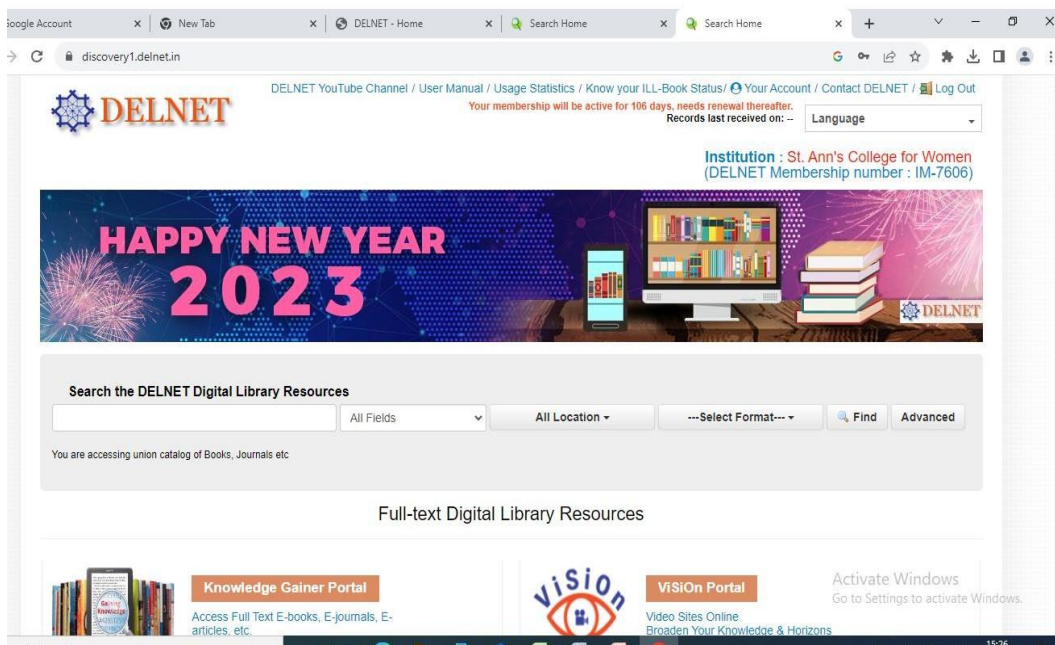 Google Account
New Tab
DELNET - Home
Search Home
Search Home
discovery1.delnet.in
DELNET YouTube Channel / User Manual / Usage Statistics / Know your ILL-Book Status/ Your Account / Contact DELNET / Log Out
DELNET
Your membership will be active for 106 days, needs renewal thereafter.
Records last received on: --
Language
Institution : St. Ann's College for Women
(DELNET Membership number : IM-7606)
HAPPY NEW YEAR
2023
DELNET
Search the DELNET Digital Library Resources
All Fields
All Location
---Select Format---
Find
Advanced
You are accessing union catalog of Books, Journals etc
Full-text Digital Library Resources
Gaining
Knowledge
Knowledge Gainer Portal
Access Full Text E-books, E-journals, E-
articles, etc.
ViSiOn
ViSiOn Portal
Video Sites Online
Broaden Your Knowledge & Horizons
Activate Windows
Go to Settings to activate Windows.
15:26